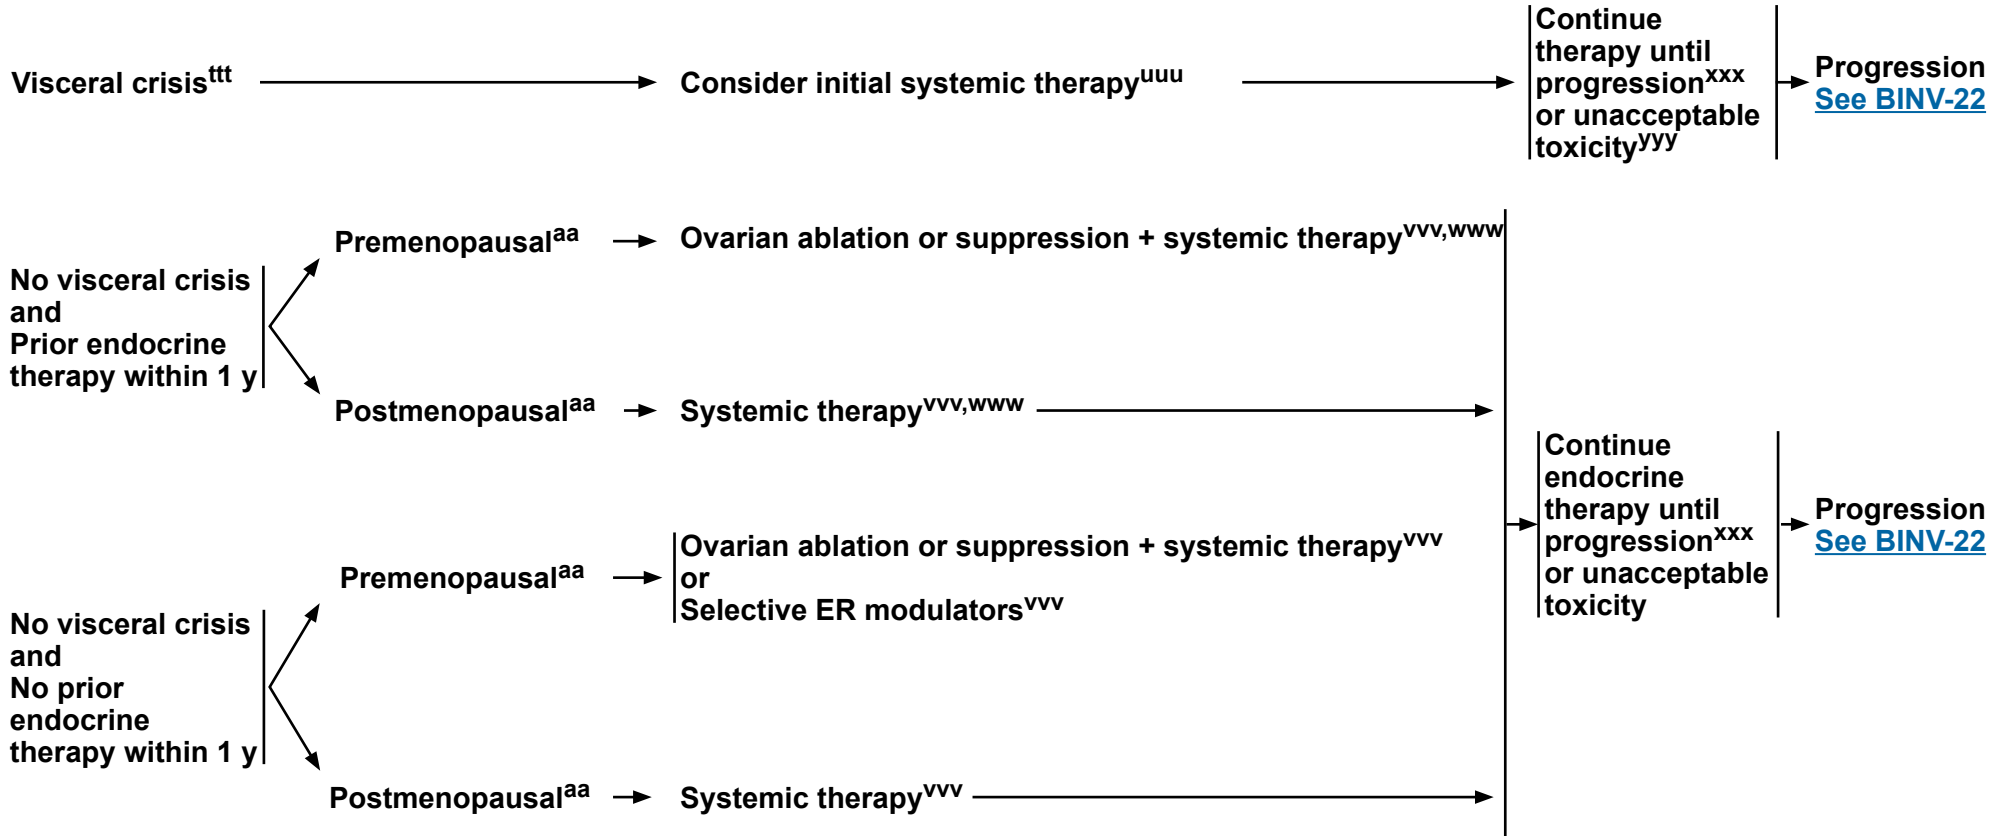 Visceral crisisttt
Consider initial systemic therapyuuu
Continue
therapy until
progressionxxx
or unacceptable
toxicityyyy
Progression
See BINV-22
No visceral crisis
and
Prior endocrine
therapy within 1 y
Premenopausalaa
Ovarian ablation or suppression + systemic therapyvvv,www
Postmenopausalaa
Systemic therapyvvv,www
No visceral crisis
and
No prior
endocrine
therapy within 1 y
Premenopausalaa
Ovarian ablation or suppression + systemic therapyvvv
or
Selective ER modulatorsvvv
Postmenopausalaa
Systemic therapyvvv
Continue
endocrine
therapy until
progressionxxx
or unacceptable
toxicity
Progression
See BINV-22